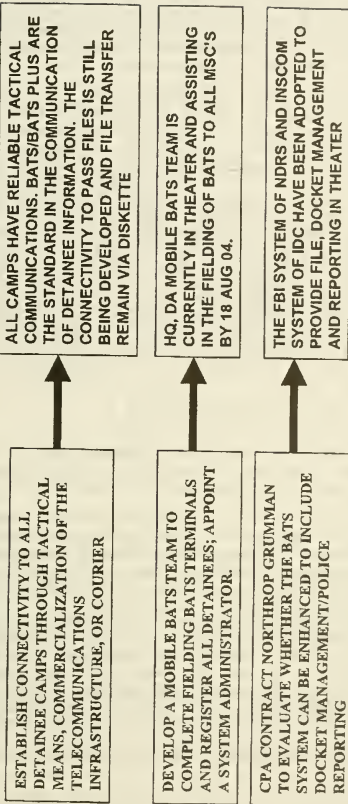 ESTABLISH CONNECTIVITY TO ALL
DETAINEE CAMPS THROUGH TACTICAL
MEANS, COMMERCIALIZATION OF THE
TELECOMMUNICATIONS
INFRASTRUCTURE, OR COURIER
ALL CAMPS HAVE RELIABLE TACTICAL
COMMUNICATIONS. BATS/BATS PLUS ARE
THE STANDARD IN THE COMMUNICATION
OF DETAINEE INFORMATION. THE
CONNECTIVITY TO PASS FILES IS STILL
BEING DEVELOPED AND FILE TRANSFER
REMAIN VIA DISKETTE
DEVELOP A MOBILE BATS TEAM TO
COMPLETE FIELDING BATS TERMINALS
AND REGISTER ALL DETAINEES; APPOINT
A SYSTEM ADMINISTRATOR.
HQ, DA MOBILE BATS TEAM IS
CURRENTLY IN THEATER AND ASSISTING
IN THE FIELDING OF BATS TO ALL MSC'S
BY 18 AUG 04.
CPA CONTRACT NORTHROP GRUMMAN
TO EVALUATE WHETHER THE BATS
SYSTEM CAN BE ENHANCED TO INCLUDE
DOCKET MANAGEMENT/POLICE
REPORTING
THE FBI SYSTEM OF NDRS AND INSCOM
SYSTEM OF IDC HAVE BEEN ADOPTED TO
PROVIDE FILE, DOCKET MANAGEMENT
AND REPORTING IN THEATER